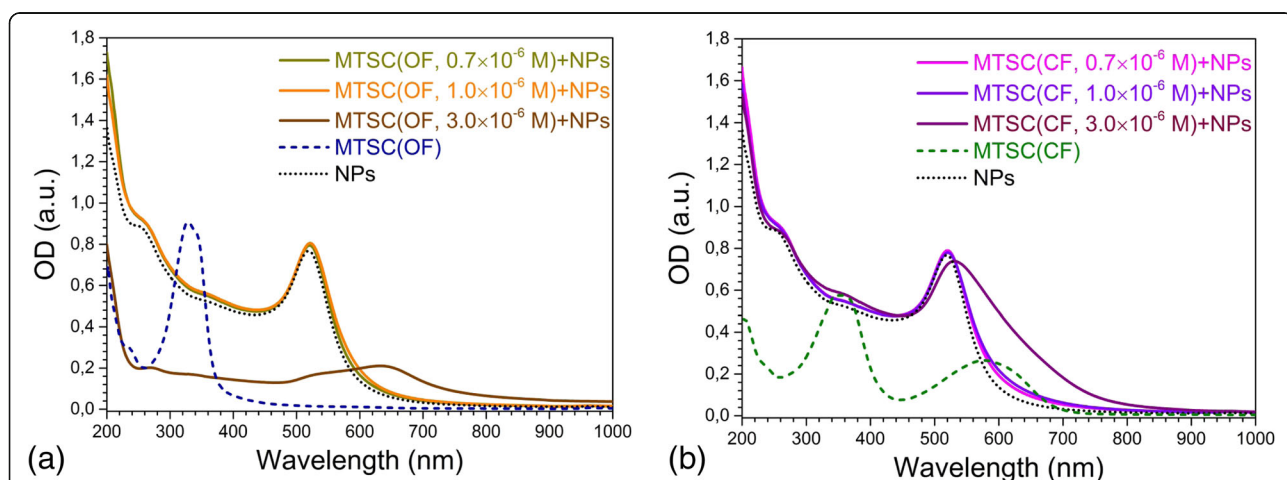 1,8
1,6
1,4
1,2
1,0
0,8
0,6
0,4
0,2
0,0
OD (a.u.)
MTSC(OF, 0.7×10⁻⁶ M)+NPs
MTSC(OF, 1.0×10⁻⁶ M)+NPs
MTSC(OF, 3.0×10⁻⁶ M)+NPs
MTSC(OF)
NPs
200 300 400 500 600 700 800 900 1000
Wavelength (nm)
(a)
1,8
1,6
1,4
1,2
1,0
0,8
0,6
0,4
0,2
0,0
OD (a.u.)
MTSC(CF, 0.7×10⁻⁶ M)+NPs
MTSC(CF, 1.0×10⁻⁶ M)+NPs
MTSC(CF, 3.0×10⁻⁶ M)+NPs
MTSC(CF)
NPs
200 300 400 500 600 700 800 900 1000
Wavelength (nm)
(b)